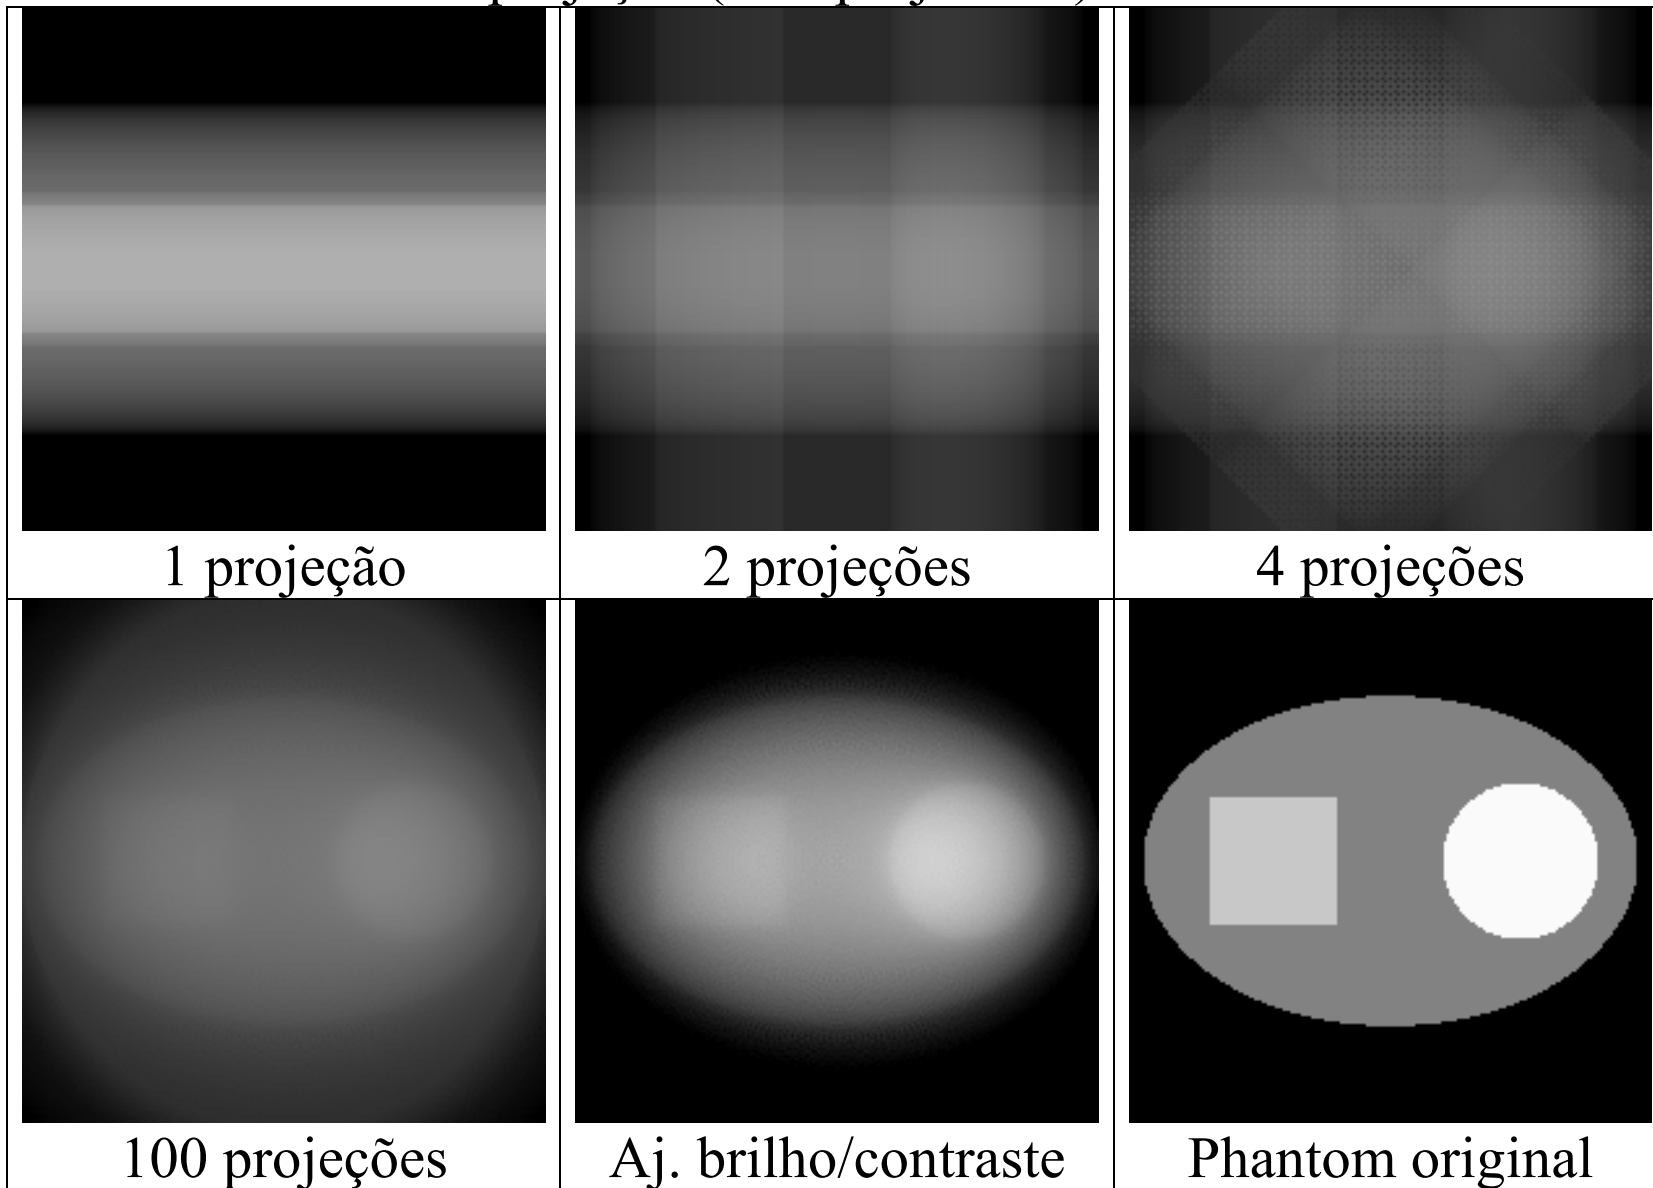 1 projeção
2 projeções
4 projeções
100 projeções
Aj. brilho/contraste
Phantom original